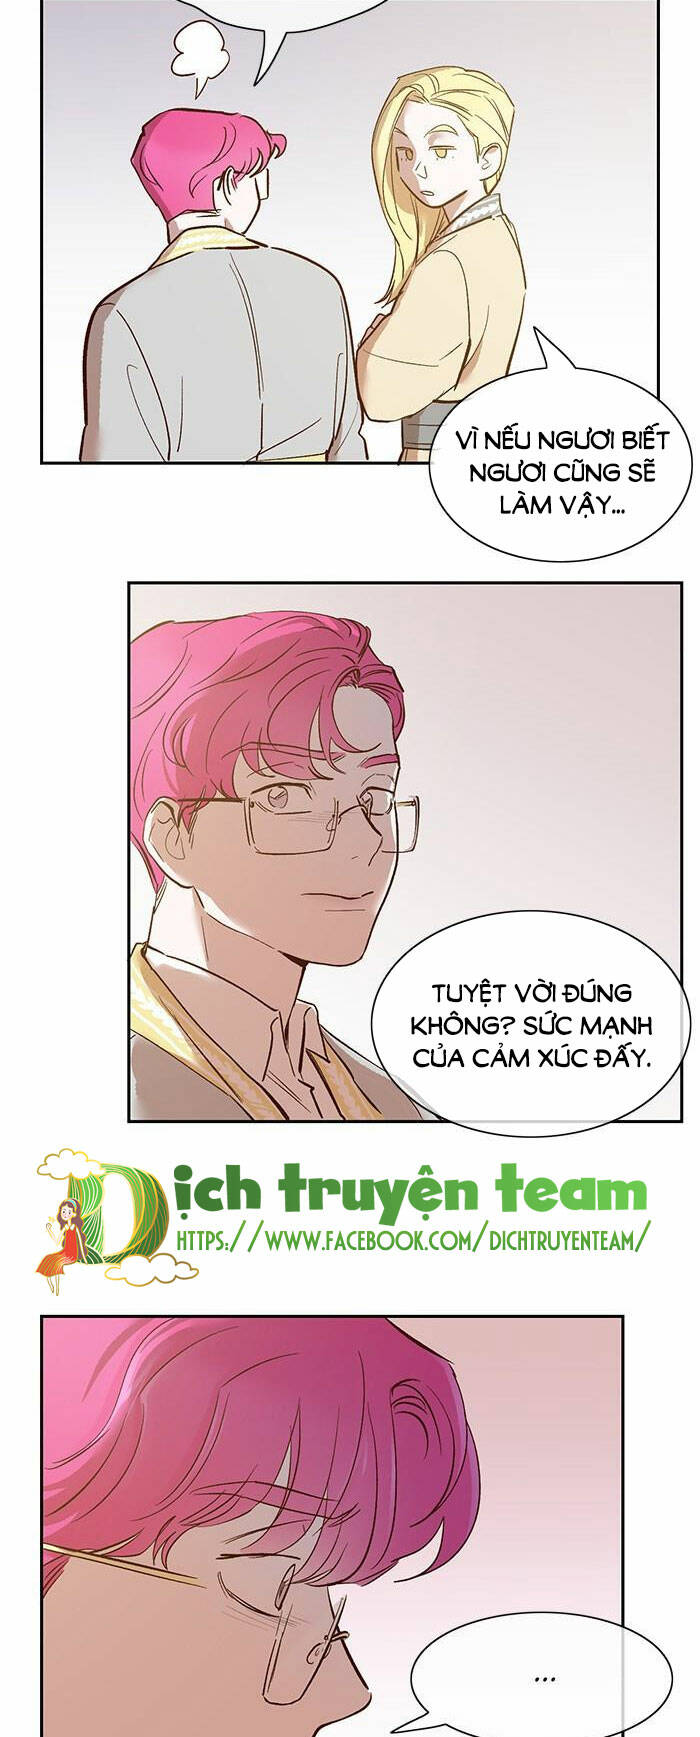 VÌ NẾU NGƯƠI BIẾT
NGƯƠI CŨNG SẼ
LÀM VẬY...
TUYỆT VỜI ĐÚNG
KHÔNG? SỨC MẠNH
CỦA CẢM XÚC ĐẤY.
Dịch truyện team
HTTPS://WWW.FACEBOOK.COM/DICHTRUYENTEAM/
...